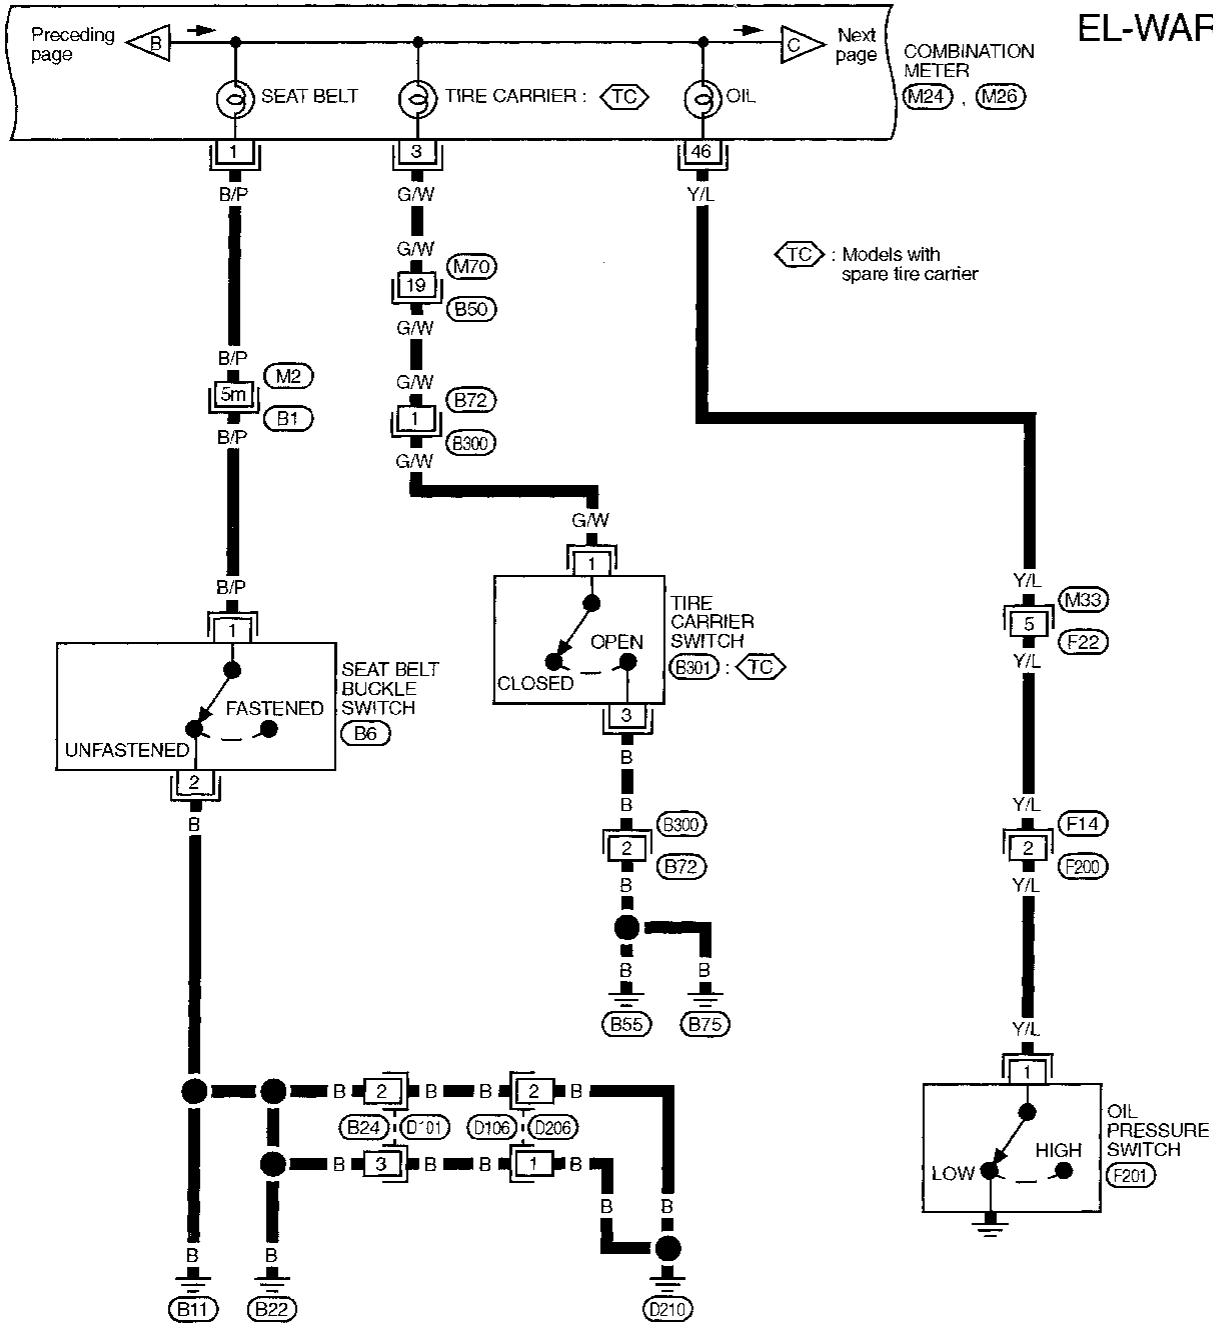 EL-WAR
Preceding
page
B
C
Next
page
COMBINATION
METER
M24 , M26
SEAT BELT
TIRE CARRIER : TC
OIL
1
3
46
B/P
G/W
Y/L
TC : Models with
spare tire carrier
G/W
19
M70
B50
G/W
B/P
5m
M2
B1
B/P
G/W
1
B72
B300
G/W
G/W
1
TIRE
CARRIER
SWITCH
B301 : TC
OPEN
CLOSED
3
B
B
2
B300
B72
B
B
B
B55
B75
B/P
1
SEAT BELT
BUCKLE
SWITCH
B6
FASTENED
UNFASTENED
2
B
Y/L
5
M33
F22
Y/L
Y/L
2
F14
F200
Y/L
Y/L
1
OIL
PRESSURE
SWITCH
F201
HIGH
LOW
B 2 B B 2 B
B24 D101 D106 D206
B 3 B B 1 B
B
B
B
B
B11
B22
D210